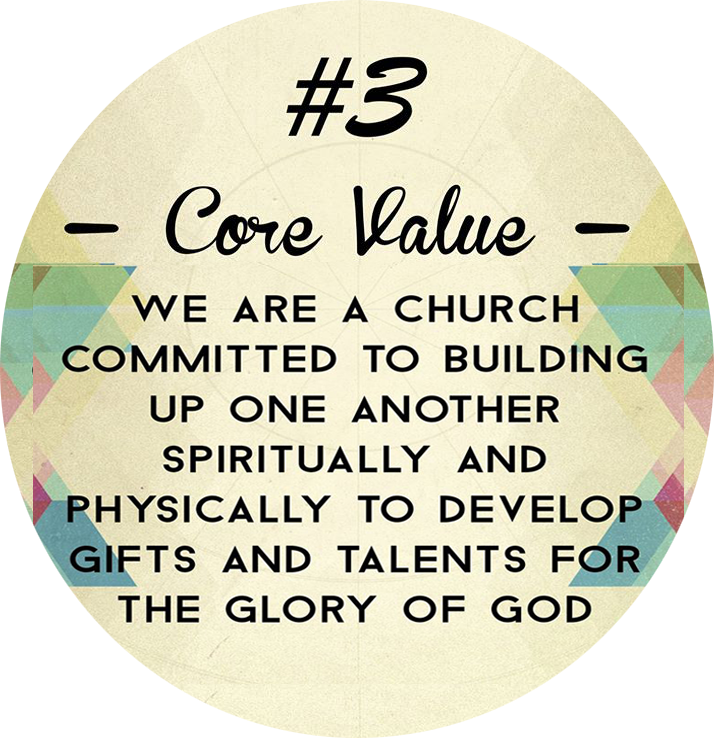 #3
– Core Value –
WE ARE A CHURCH
COMMITTED TO BUILDING
UP ONE ANOTHER
SPIRITUALLY AND
PHYSICALLY TO DEVELOP
GIFTS AND TALENTS FOR
THE GLORY OF GOD